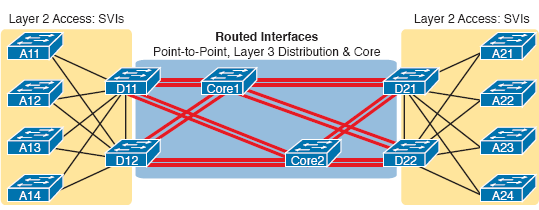 Layer 2 Access: SVIs
Routed Interfaces
Point-to-Point, Layer 3 Distribution & Core
Layer 2 Access: SVIs
A11
A12
A13
A14
D11
D12
Core1
Core2
D21
D22
A21
A22
A23
A24